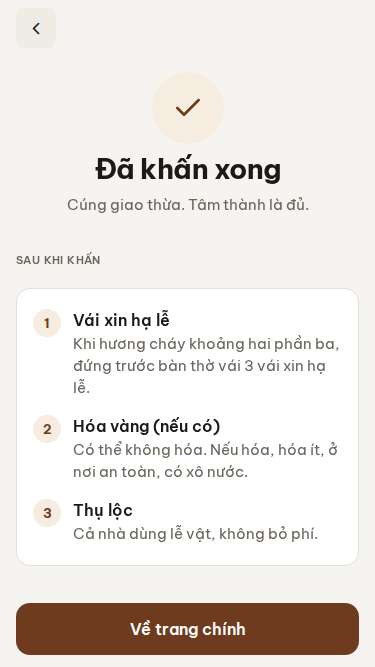 Đã khấn xong
Cúng giao thừa. Tâm thành là đủ.
SAU KHI KHẤN
1 Vái xin hạ lễ
Khi hương cháy khoảng hai phần ba,
đứng trước bàn thờ vái 3 vái xin hạ
lễ.
2 Hóa vàng (nếu có)
Có thể không hóa. Nếu hóa, hóa ít, ở
nơi an toàn, có xô nước.
3 Thụ lộc
Cả nhà dùng lễ vật, không bỏ phí.
Về trang chính